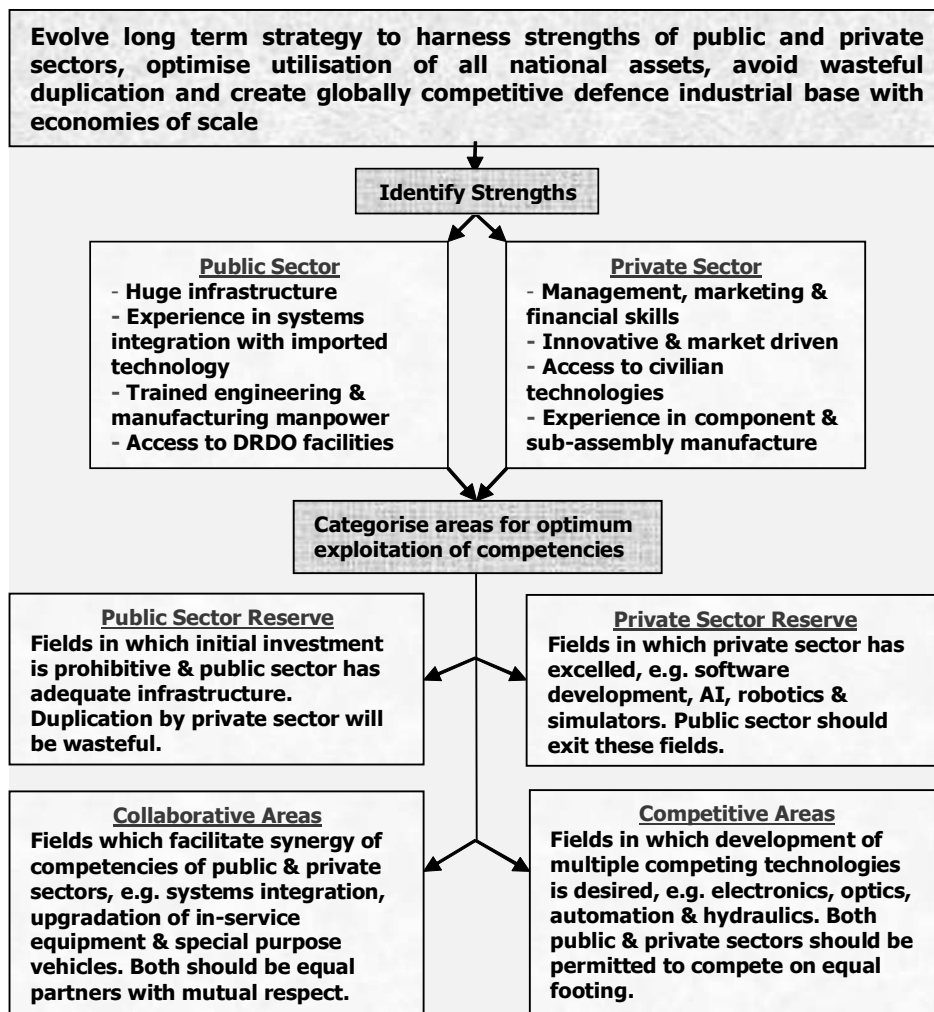 Evolve long term strategy to harness strengths of public and private
sectors, optimise utilisation of all national assets, avoid wasteful
duplication and create globally competitive defence industrial base with
economies of scale
Identify Strengths
Public Sector
- Huge infrastructure
- Experience in systems
integration with imported
technology
- Trained engineering &
manufacturing manpower
- Access to DRDO facilities
Private Sector
- Management, marketing &
financial skills
- Innovative & market driven
- Access to civilian
technologies
- Experience in component &
sub-assembly manufacture
Categorise areas for optimum
exploitation of competencies
Public Sector Reserve
Fields in which initial investment
is prohibitive & public sector has
adequate infrastructure.
Duplication by private sector will
be wasteful.
Private Sector Reserve
Fields in which private sector has
excelled, e.g. software
development, AI, robotics &
simulators. Public sector should
exit these fields.
Collaborative Areas
Fields which facilitate synergy of
competencies of public & private
sectors, e.g. systems integration,
upgradation of in-service
equipment & special purpose
vehicles. Both should be equal
partners with mutual respect.
Competitive Areas
Fields in which development of
multiple competing technologies
is desired, e.g. electronics, optics,
automation & hydraulics. Both
public & private sectors should be
permitted to compete on equal
footing.